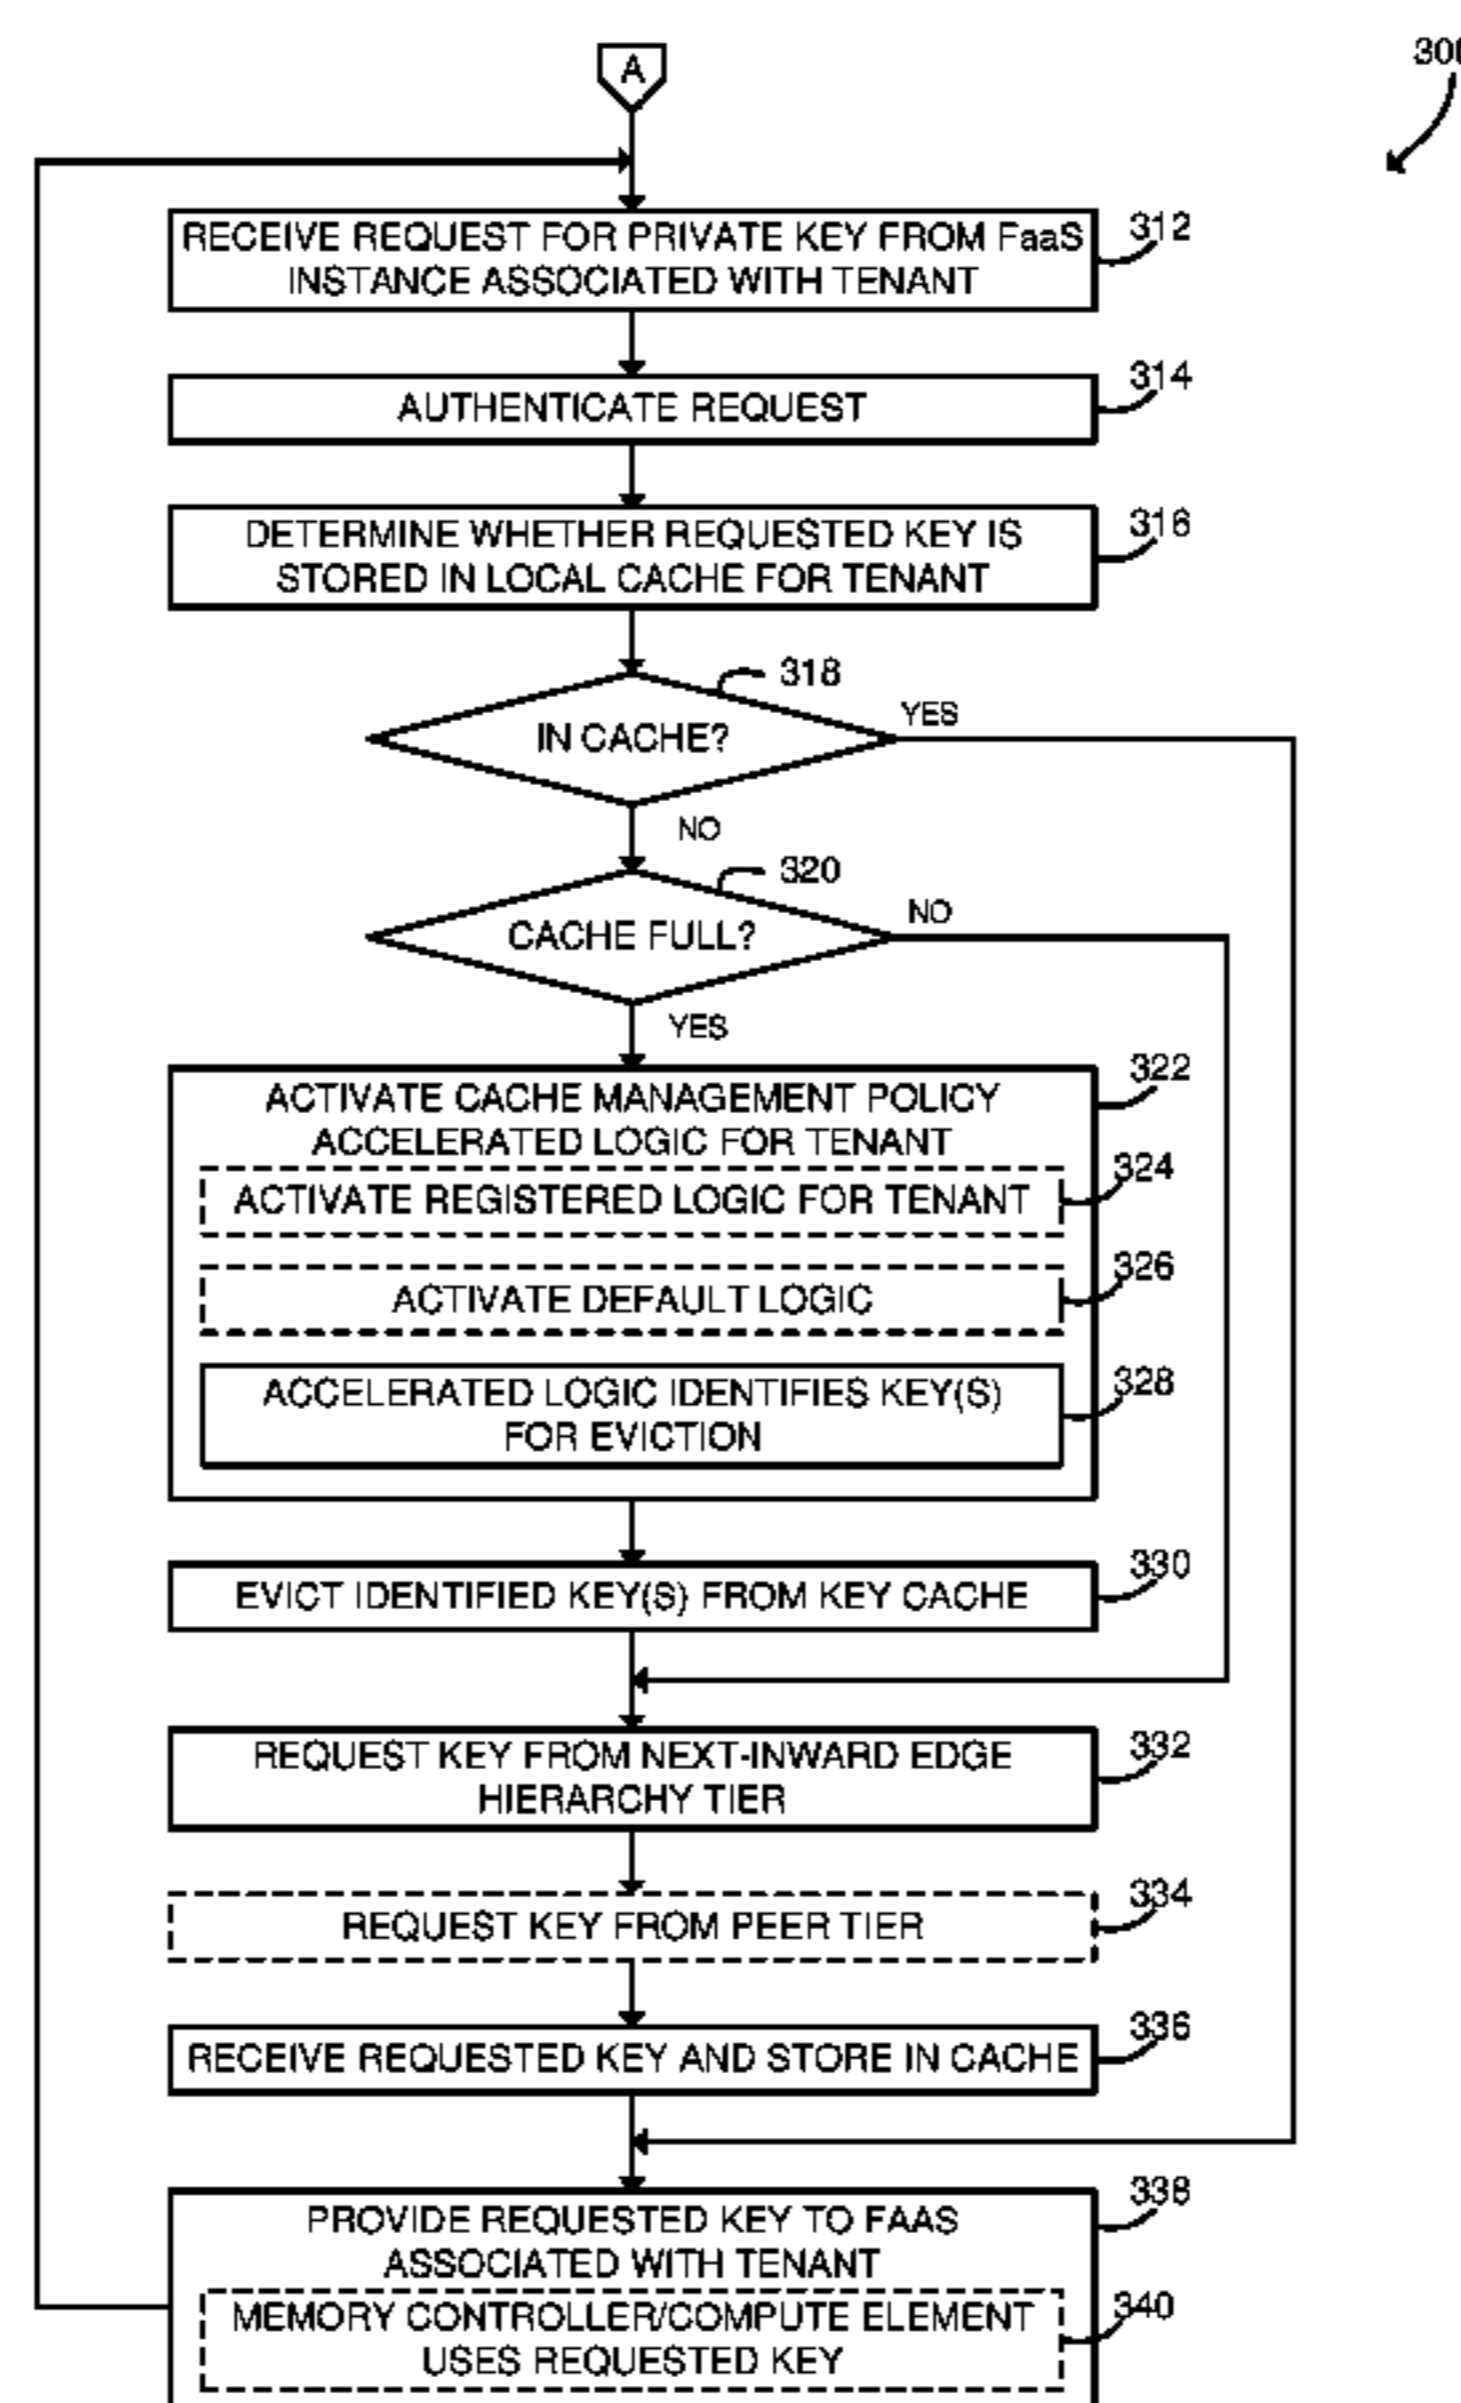 A
300
RECEIVE REQUEST FOR PRIVATE KEY FROM FaaS
INSTANCE ASSOCIATED WITH TENANT
312
AUTHENTICATE REQUEST
314
DETERMINE WHETHER REQUESTED KEY IS
STORED IN LOCAL CACHE FOR TENANT
316
318
IN CACHE?
YES
NO
320
CACHE FULL?
NO
YES
ACTIVATE CACHE MANAGEMENT POLICY
ACCELERATED LOGIC FOR TENANT
322
ACTIVATE REGISTERED LOGIC FOR TENANT
324
ACTIVATE DEFAULT LOGIC
326
ACCELERATED LOGIC IDENTIFIES KEY(S)
FOR EVICTION
328
EVICT IDENTIFIED KEY(S) FROM KEY CACHE
330
REQUEST KEY FROM NEXT-INWARD EDGE
HIERARCHY TIER
332
REQUEST KEY FROM PEER TIER
334
RECEIVE REQUESTED KEY AND STORE IN CACHE
336
PROVIDE REQUESTED KEY TO FAAS
ASSOCIATED WITH TENANT
338
MEMORY CONTROLLER/COMPUTE ELEMENT
USES REQUESTED KEY
340